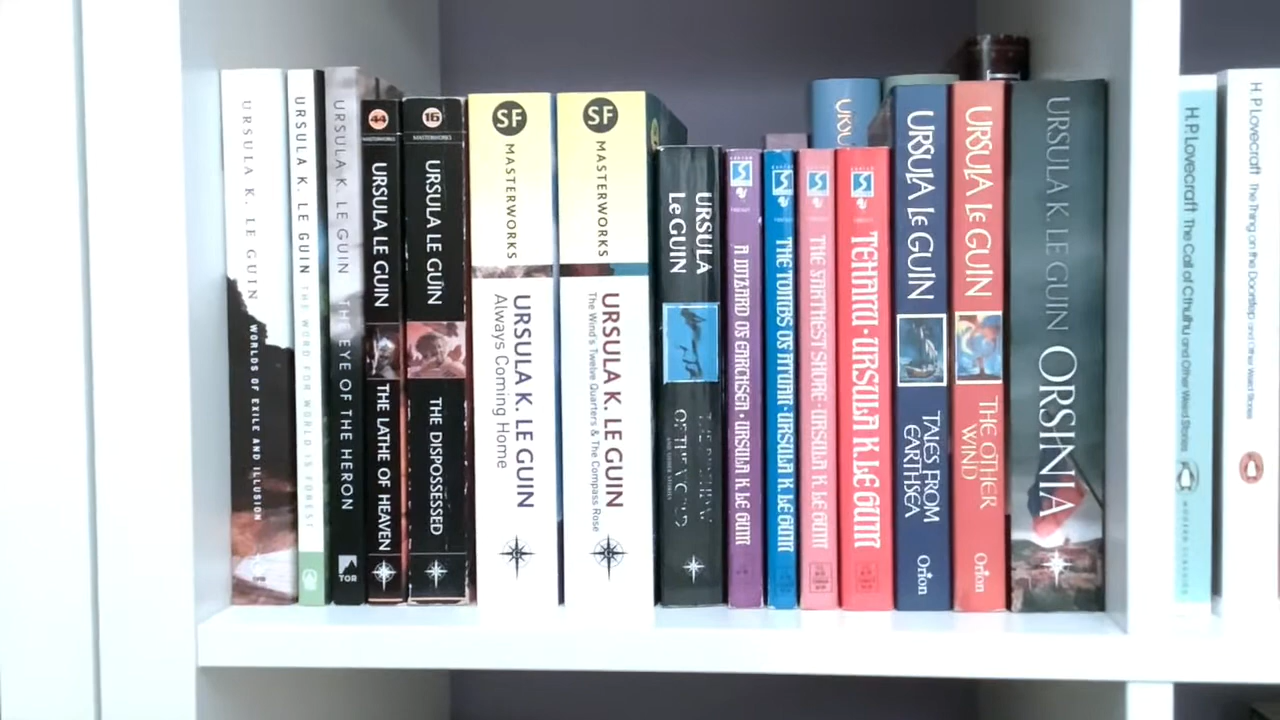 URSULA K. LE GUIN WORLDS OF EXILE AND ILLUSION
URSULA K. LE GUIN THE WORD FOR WORLD IS FOREST
URSULA K. LE GUIN THE EYE OF THE HERON
TOR
44
MASTERWORKS
URSULA LE GUIN
THE LATHE OF HEAVEN
16
MASTERWORKS
URSULA LE GUIN
THE DISPOSSESSED
SF MASTERWORKS
URSULA K. LE GUIN
Always Coming Home
SF MASTERWORKS
URSULA K. LE GUIN
The Wind's Twelve Quarters & The Compass Rose
URSULA
Le GUIN
A WIZARD OF EARTHSEA · URSULA K. LE GUIN
THE TOMBS OF ATUAN · URSULA K. LE GUIN
THE FARTHEST SHORE · URSULA K. LE GUIN
TEHANU · URSULA K. LE GUIN
URSU
URSULA LE GUIN
TALES FROM
EARTHSEA
Orion
URSULA LE GUIN
THE OTHER
WIND
Orion
URSULA K. LE GUIN ORSINIA
H.P. Lovecraft The Call of Cthulhu and Other Weird Stories
H.P. Lovecraft The Thing on the Doorstep and Other Weird Stories